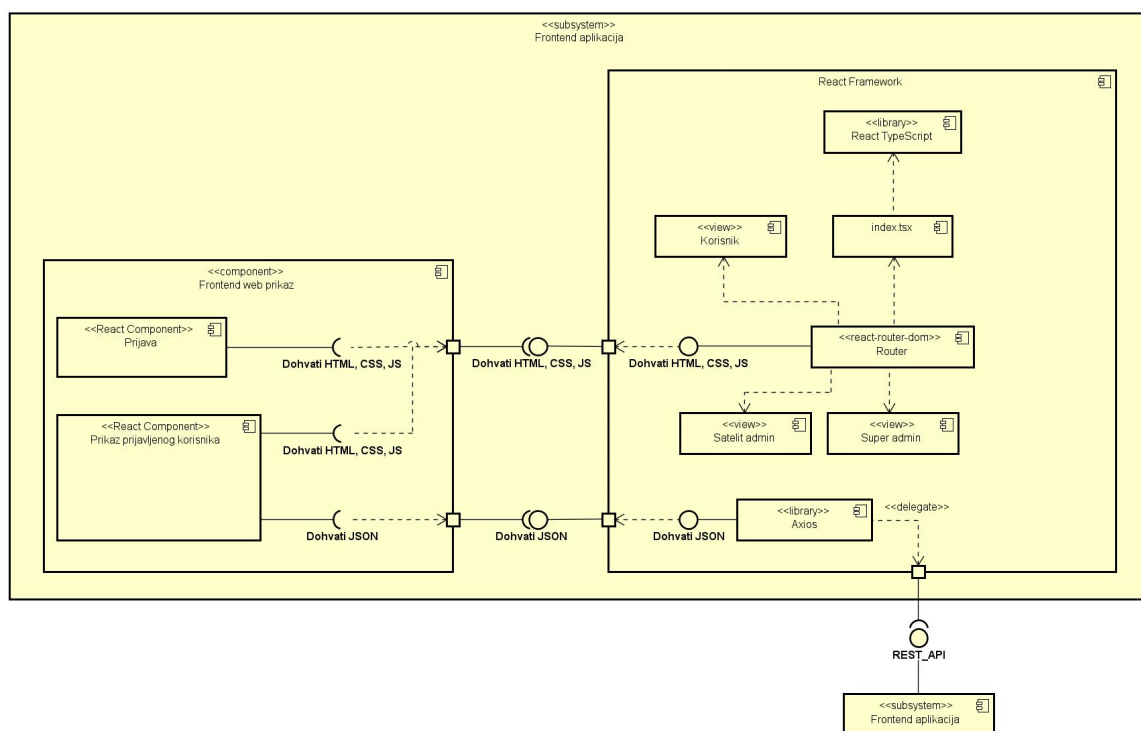 <<subsystem>>
Frontend aplikacija
React Framework
<<library>>
React TypeScript
<<view>>
Korisnik
index.tsx
<<component>>
Frontend web prikaz
<<React Component>>
Prijava
Dohvati HTML, CSS, JS
Dohvati HTML, CSS, JS
Dohvati HTML, CSS, JS
<<react-router-dom>>
Router
<<React Component>>
Prikaz prijavljenog korisnika
Dohvati HTML, CSS, JS
<<view>>
Satelit admin
<<view>>
Super admin
Dohvati JSON
Dohvati JSON
Dohvati JSON
<<library>>
Axios
<<delegate>>
REST_API
<<subsystem>>
Frontend aplikacija